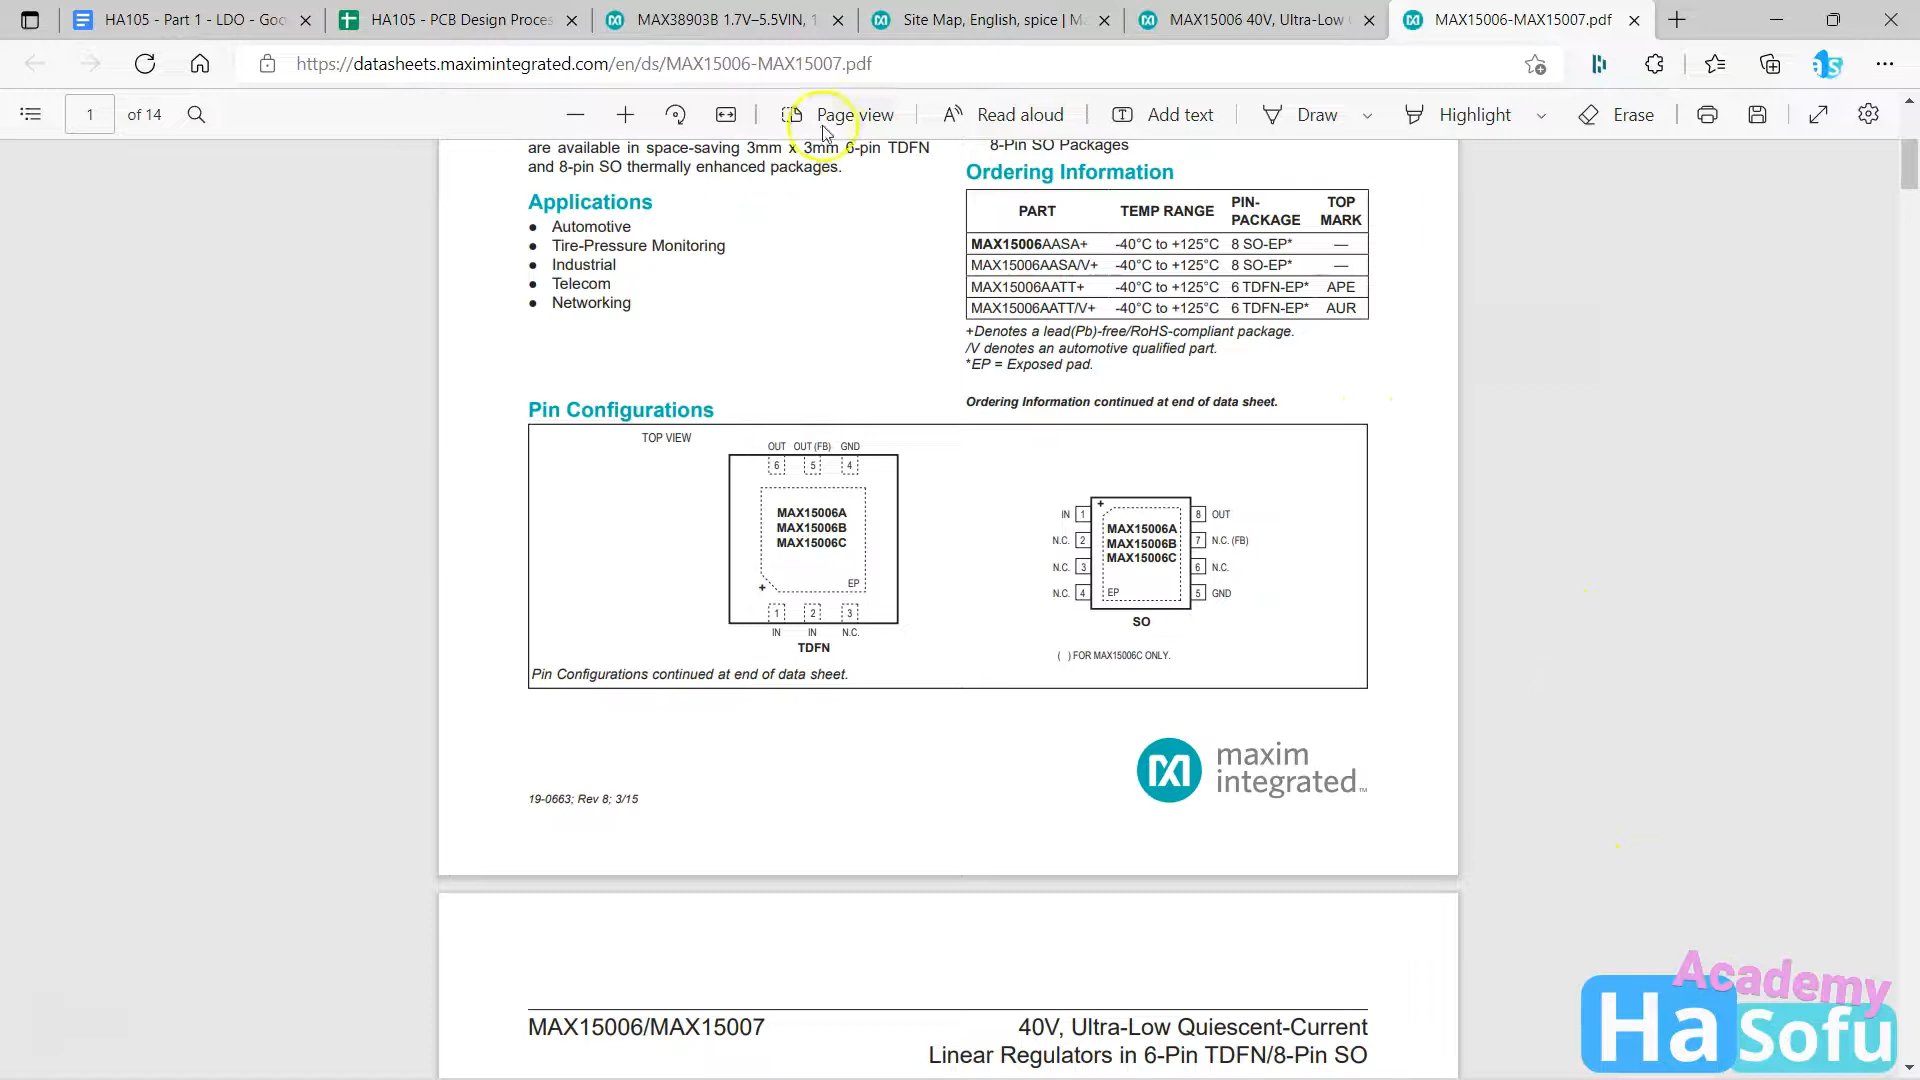 HA105 - Part 1 - LDO - Goo
HA105 - PCB Design Proces
MAX38903B 1.7V–5.5VIN, 1
Site Map, English, spice | Ma
MAX15006 40V, Ultra-Low
MAX15006-MAX15007.pdf
https://datasheets.maximintegrated.com/en/ds/MAX15006-MAX15007.pdf
1 of 14
Page view
Read aloud
Add text
Draw
Highlight
Erase
are available in space-saving 3mm x 3mm 6-pin TDFN
and 8-pin SO thermally enhanced packages.
Applications
● Automotive
● Tire-Pressure Monitoring
● Industrial
● Telecom
● Networking
8-Pin SO Packages
Ordering Information
PART TEMP RANGE PIN-PACKAGE TOP MARK
MAX15006AASA+ -40°C to +125°C 8 SO-EP* —
MAX15006AASA/V+ -40°C to +125°C 8 SO-EP* —
MAX15006AATT+ -40°C to +125°C 6 TDFN-EP* APE
MAX15006AATT/V+ -40°C to +125°C 6 TDFN-EP* AUR
+Denotes a lead(Pb)-free/RoHS-compliant package.
/V denotes an automotive qualified part.
*EP = Exposed pad.
Ordering Information continued at end of data sheet.
Pin Configurations
TOP VIEW
OUT OUT (FB) GND
6 5 4
MAX15006A
MAX15006B
MAX15006C
EP
+
1 2 3
IN IN N.C.
TDFN
Pin Configurations continued at end of data sheet.
+
IN 1 8 OUT
N.C. 2 7 N.C. (FB)
N.C. 3 6 N.C.
N.C. 4 5 GND
MAX15006A
MAX15006B
MAX15006C
EP
SO
( ) FOR MAX15006C ONLY.
19-0663; Rev 8; 3/15
maxim
integrated™
MAX15006/MAX15007
40V, Ultra-Low Quiescent-Current
Linear Regulators in 6-Pin TDFN/8-Pin SO
Academy
HaSofu